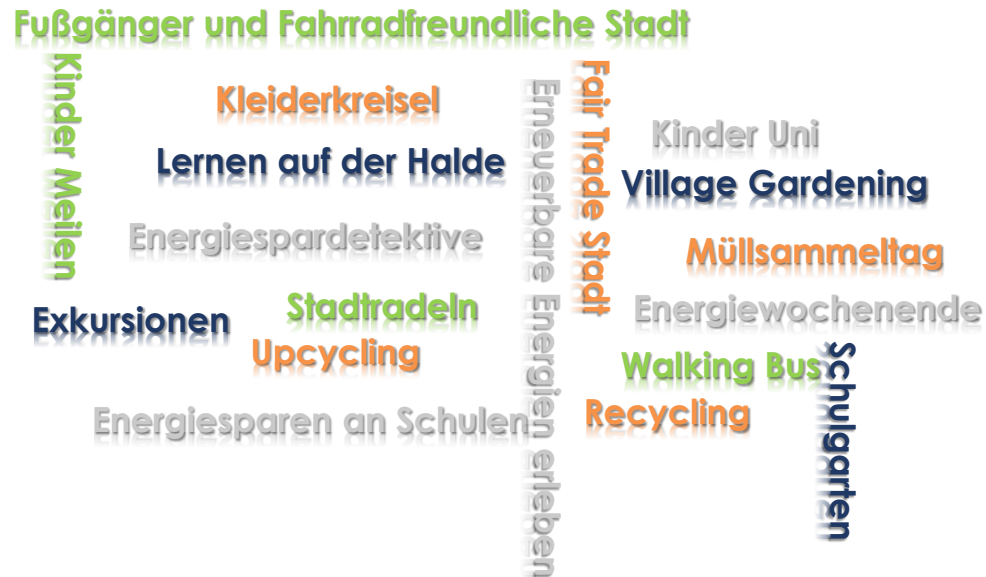 Fußgänger und Fahrradfreundliche Stadt
Kinder Meilen
Kleiderkreisel
Erneuerbare Energien erleben
Fair Trade Stadt
Kinder Uni
Lernen auf der Halde
Village Gardening
Energiespardetektive
Müllsammeltag
Exkursionen
Stadtradeln
Energiewochenende
Upcycling
Walking Bus
Schulgarten
Energiesparen an Schulen
Recycling